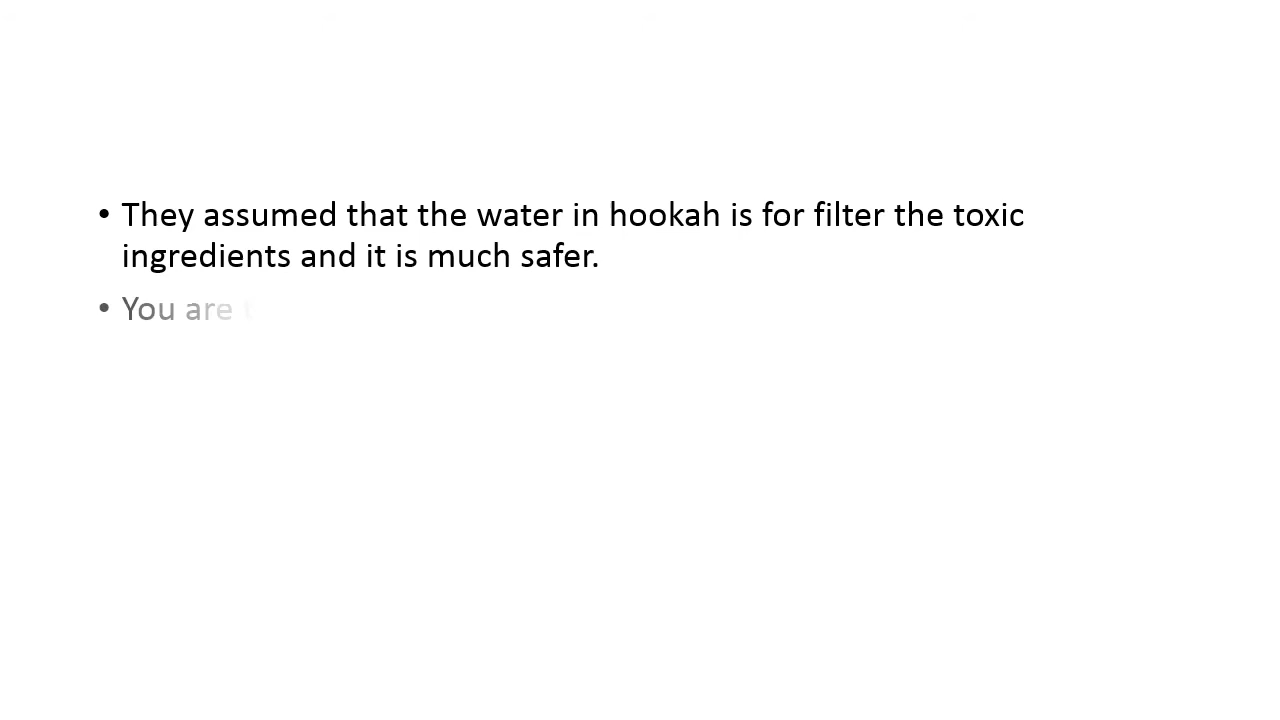 • They assumed that the water in hookah is for filter the toxic
ingredients and it is much safer.
• You are